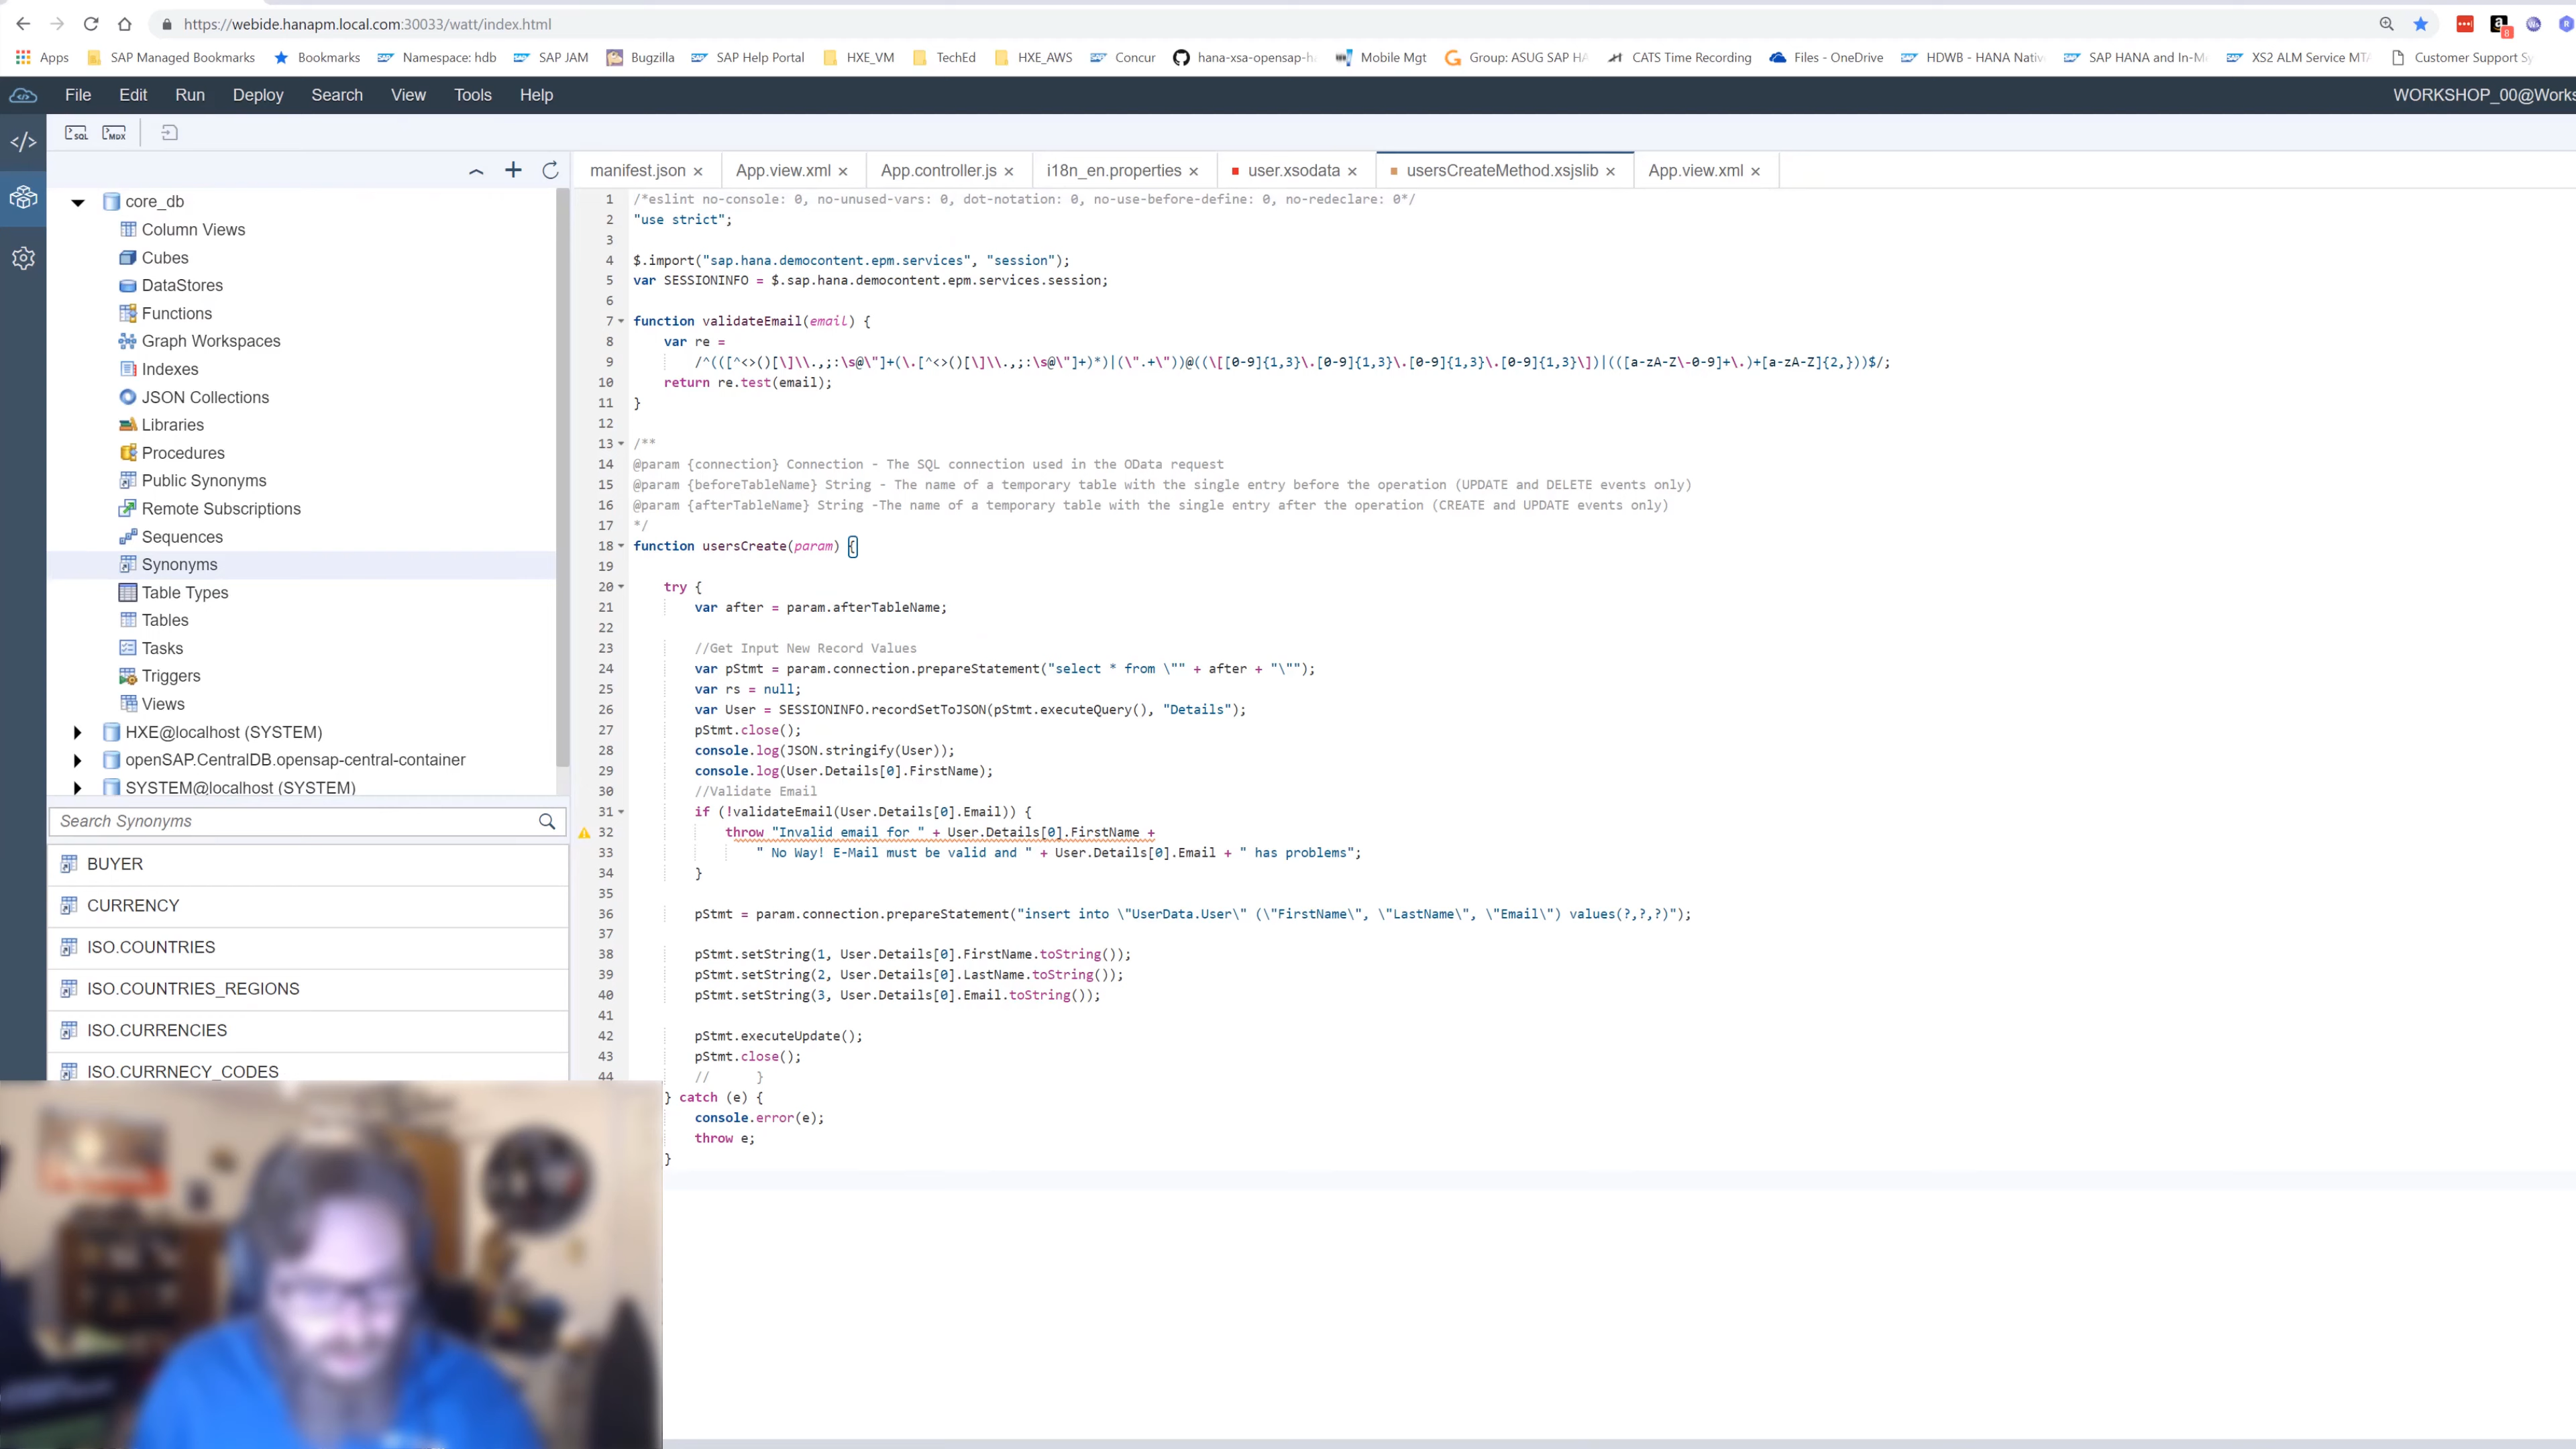 https://webide.hanapm.local.com:30033/watt/index.html
Apps SAP Managed Bookmarks Bookmarks Namespace: hdb SAP JAM Bugzilla SAP Help Portal HXE_VM TechEd HXE_AWS Concur hana-xsa-opensap-h Mobile Mgt Group: ASUG SAP HA CATS Time Recording Files - OneDrive HDWB - HANA Nativ SAP HANA and In-M XS2 ALM Service MTA Customer Support Sy
File Edit Run Deploy Search View Tools Help WORKSHOP_00@Works
SQL MDX
manifest.json × App.view.xml × App.controller.js × i18n_en.properties × user.xsodata × usersCreateMethod.xsjslib × App.view.xml ×
core_db
Column Views
Cubes
DataStores
Functions
Graph Workspaces
Indexes
JSON Collections
Libraries
Procedures
Public Synonyms
Remote Subscriptions
Sequences
Synonyms
Table Types
Tables
Tasks
Triggers
Views
HXE@localhost (SYSTEM)
openSAP.CentralDB.opensap-central-container
SYSTEM@localhost (SYSTEM)
Search Synonyms
BUYER
CURRENCY
ISO.COUNTRIES
ISO.COUNTRIES_REGIONS
ISO.CURRENCIES
ISO.CURRNECY_CODES
1 /*eslint no-console: 0, no-unused-vars: 0, dot-notation: 0, no-use-before-define: 0, no-redeclare: 0*/
2 "use strict";
3
4 $.import("sap.hana.democontent.epm.services", "session");
5 var SESSIONINFO = $.sap.hana.democontent.epm.services.session;
6
7 function validateEmail(email) {
8 var re =
9 /^(([^<>()[\]\\.,;:\s@\"]+(\.[^<>()[\]\\.,;:\s@\"]+)*)|(\".+\"))@((\[[0-9]{1,3}\.[0-9]{1,3}\.[0-9]{1,3}\.[0-9]{1,3}\])|(([a-zA-Z\-0-9]+\.)+[a-zA-Z]{2,}))$/;
10 return re.test(email);
11 }
12
13 /**
14 @param {connection} Connection - The SQL connection used in the OData request
15 @param {beforeTableName} String - The name of a temporary table with the single entry before the operation (UPDATE and DELETE events only)
16 @param {afterTableName} String -The name of a temporary table with the single entry after the operation (CREATE and UPDATE events only)
17 */
18 function usersCreate(param) {
19
20 try {
21 var after = param.afterTableName;
22
23 //Get Input New Record Values
24 var pStmt = param.connection.prepareStatement("select * from \"" + after + "\"");
25 var rs = null;
26 var User = SESSIONINFO.recordSetToJSON(pStmt.executeQuery(), "Details");
27 pStmt.close();
28 console.log(JSON.stringify(User));
29 console.log(User.Details[0].FirstName);
30 //Validate Email
31 if (!validateEmail(User.Details[0].Email)) {
32 throw "Invalid email for " + User.Details[0].FirstName +
33 " No Way! E-Mail must be valid and " + User.Details[0].Email + " has problems";
34 }
35
36 pStmt = param.connection.prepareStatement("insert into \"UserData.User\" (\"FirstName\", \"LastName\", \"Email\") values(?,?,?)");
37
38 pStmt.setString(1, User.Details[0].FirstName.toString());
39 pStmt.setString(2, User.Details[0].LastName.toString());
40 pStmt.setString(3, User.Details[0].Email.toString());
41
42 pStmt.executeUpdate();
43 pStmt.close();
44 // }
} catch (e) {
console.error(e);
throw e;
}